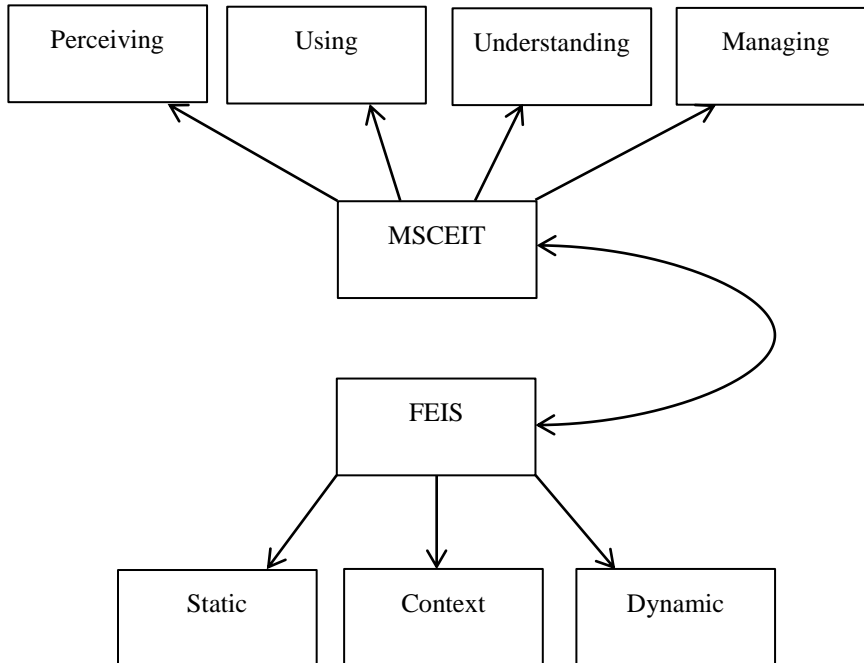 Perceiving
Using
Understanding
Managing
MSCEIT
FEIS
Static
Context
Dynamic